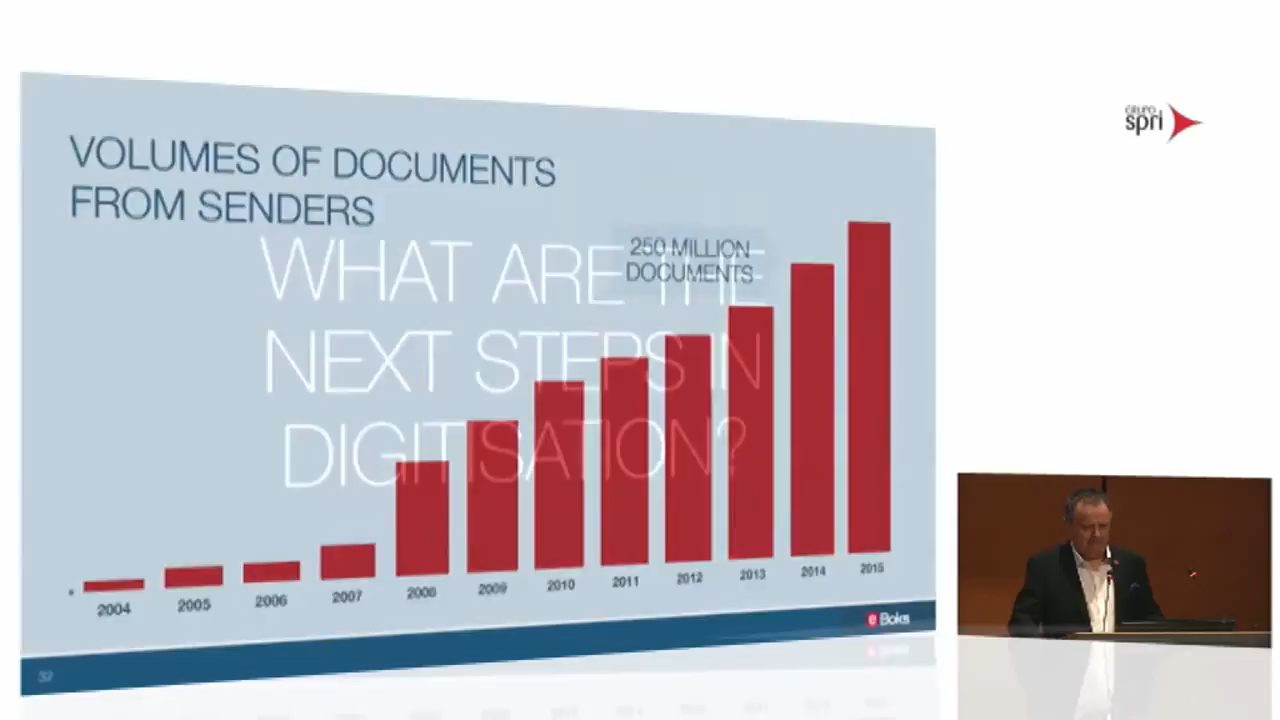 VOLUMES OF DOCUMENTS
FROM SENDERS
GRUPO
spri
WHAT ARE THE
NEXT STEPS IN
DIGITISATION?
250 MILLION
DOCUMENTS
2004 2005 2006 2007 2008 2009 2010 2011 2012 2013 2014 2015
e Boks
32